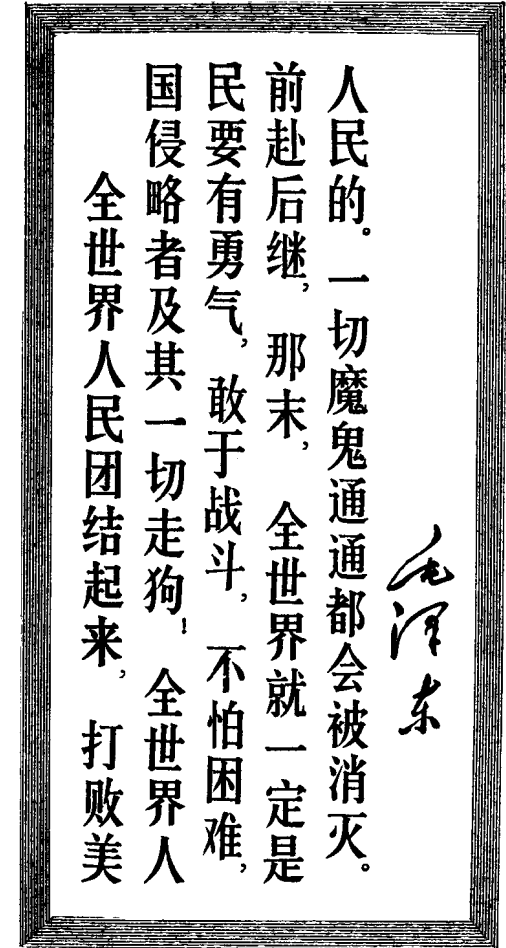 全世界人民团结起来，打败美
国侵略者及其一切走狗！全世界人
民要有勇气，敢于战斗，不怕困难，
前赴后继，那末，全世界就一定是
人民的。一切魔鬼通通都会被消灭。
毛泽东